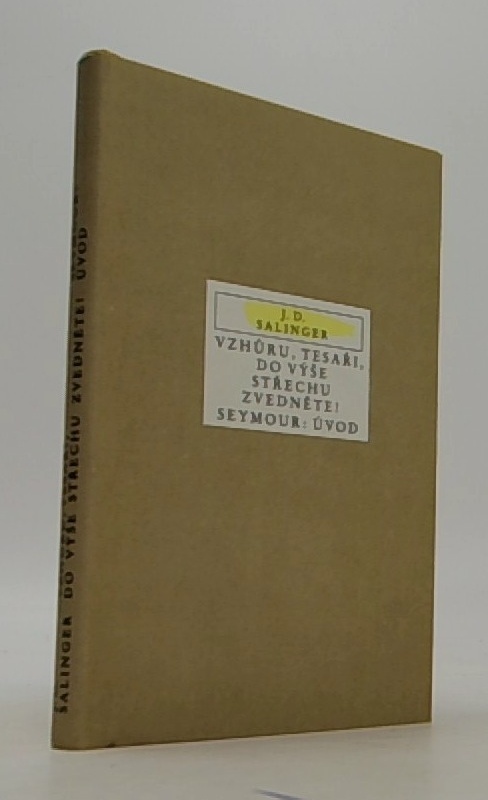 J. D.
SALINGER
VZHŮRU, TESAŘI,
DO VÝŠE
STŘECHU
ZVEDNĚTE!
SEYMOUR: ÚVOD
SALINGER DO VÝŠE STŘECHU ZVEDNĚTE! ÚVOD